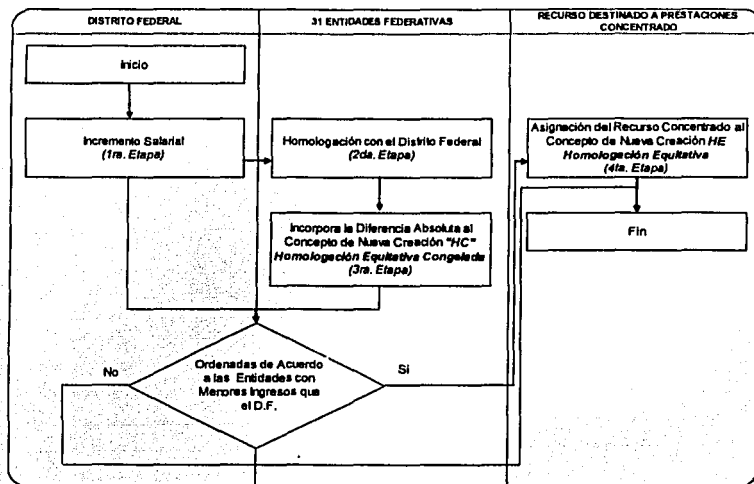 DISTRITO FEDERAL
31 ENTIDADES FEDERATIVAS
RECURSO DESTINADO A PRESTACIONES
CONCENTRADO
Inicio
Incremento Salarial
(1ra. Etapa)
Homologación con el Distrito Federal
(2da. Etapa)
Asignación del Recurso Concentrado al
Concepto de Nueva Creación HE
Homologación Equitativa
(4ta. Etapa)
Incorpora la Diferencia Absoluta al
Concepto de Nueva Creación "HC"
Homologación Equitativa Congelada
(3ra. Etapa)
Fin
No
Ordenadas de Acuerdo
a las Entidades con
Menores Ingresos que
el D.F.
Si